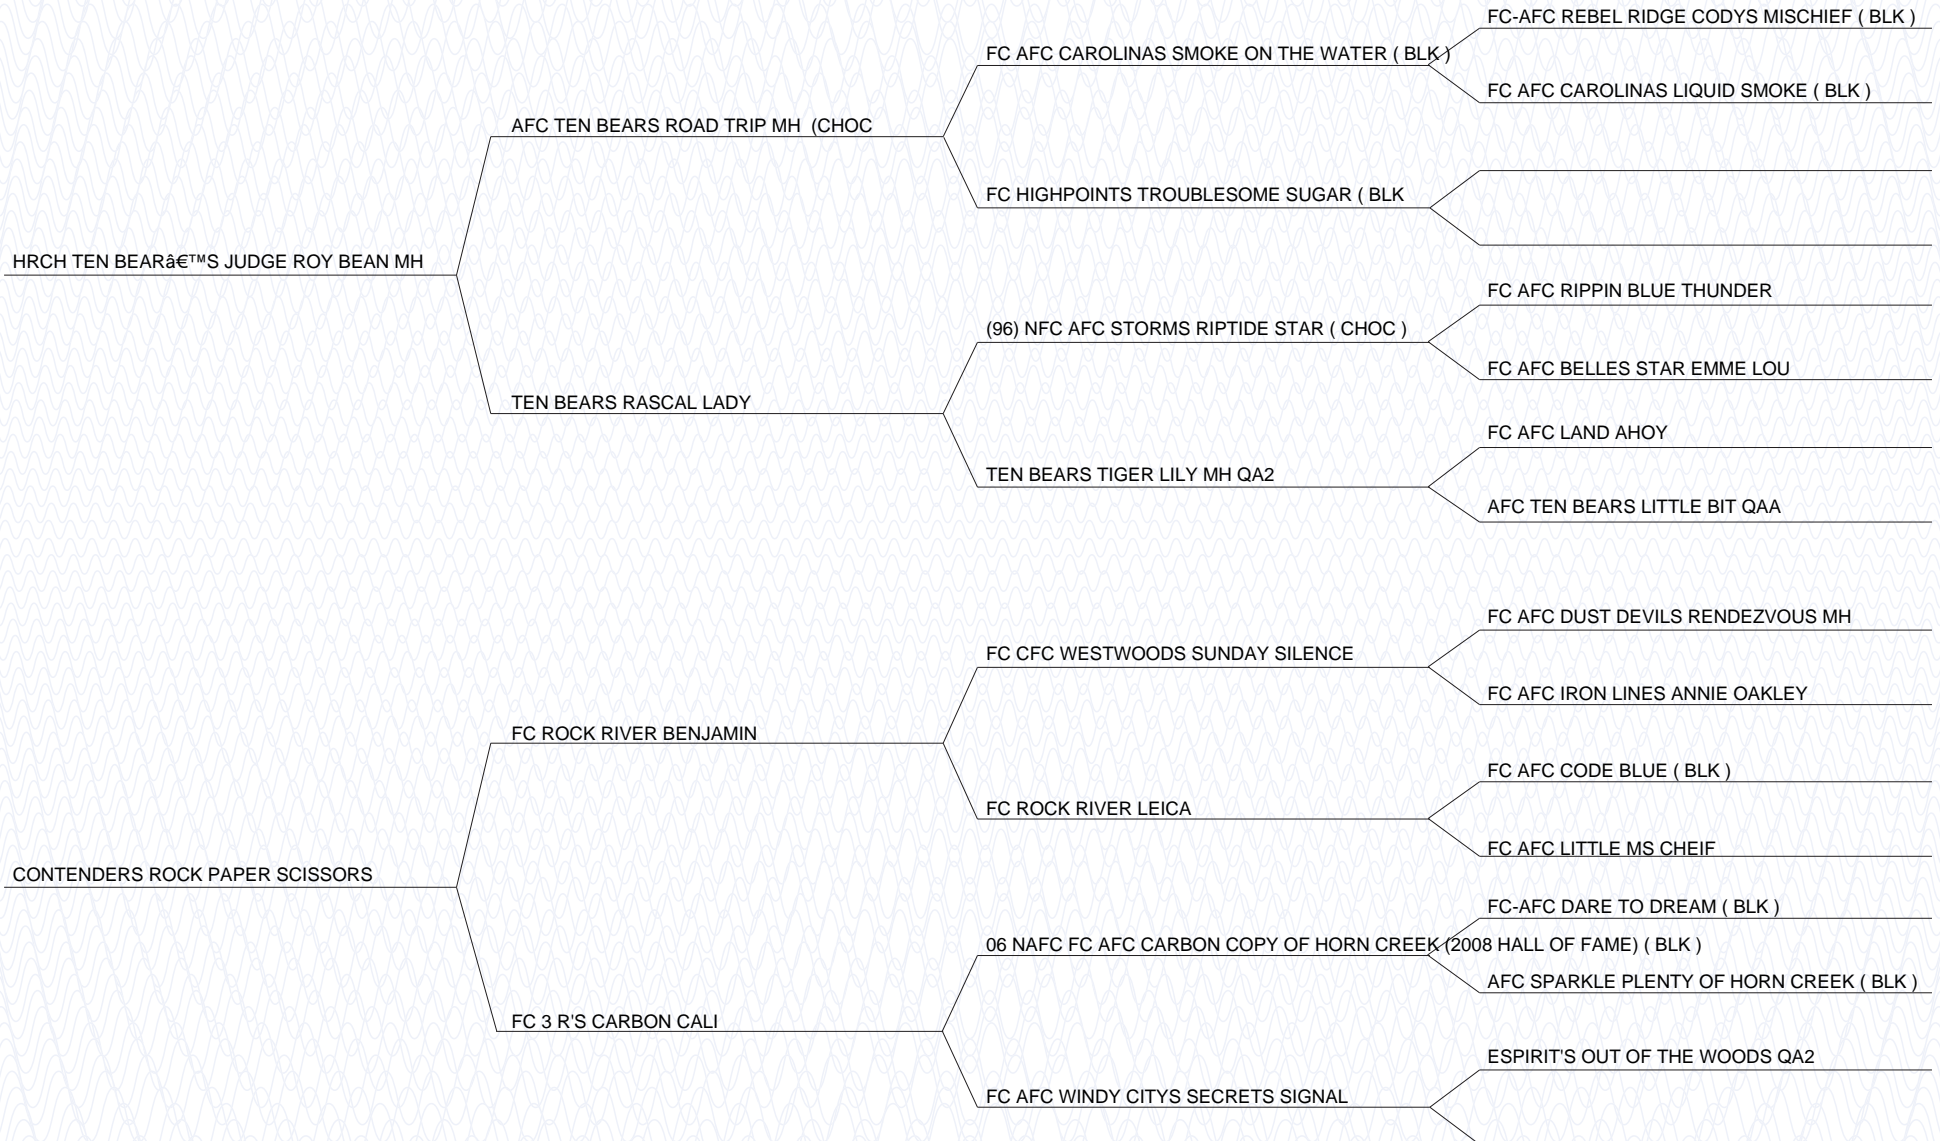 FC-AFC REBEL RIDGE CODYS MISCHIEF ( BLK )
FC AFC CAROLINAS SMOKE ON THE WATER ( BLK )
FC AFC CAROLINAS LIQUID SMOKE ( BLK )
AFC TEN BEARS ROAD TRIP MH  (CHOC
FC HIGHPOINTS TROUBLESOME SUGAR ( BLK
HRCH TEN BEARâ€™S JUDGE ROY BEAN MH
FC AFC RIPPIN BLUE THUNDER
(96) NFC AFC STORMS RIPTIDE STAR ( CHOC )
FC AFC BELLES STAR EMME LOU
TEN BEARS RASCAL LADY
FC AFC LAND AHOY
TEN BEARS TIGER LILY MH QA2
AFC TEN BEARS LITTLE BIT QAA
FC AFC DUST DEVILS RENDEZVOUS MH
FC CFC WESTWOODS SUNDAY SILENCE
FC AFC IRON LINES ANNIE OAKLEY
FC ROCK RIVER BENJAMIN
FC AFC CODE BLUE ( BLK )
FC ROCK RIVER LEICA
FC AFC LITTLE MS CHEIF
CONTENDERS ROCK PAPER SCISSORS
FC-AFC DARE TO DREAM ( BLK )
06 NAFC FC AFC CARBON COPY OF HORN CREEK (2008 HALL OF FAME) ( BLK )
AFC SPARKLE PLENTY OF HORN CREEK ( BLK )
FC 3 R'S CARBON CALI
ESPIRIT'S OUT OF THE WOODS QA2
FC AFC WINDY CITYS SECRETS SIGNAL